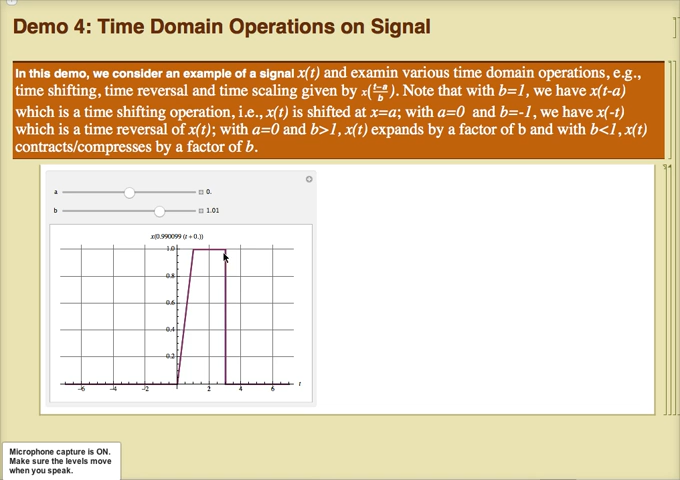 Demo 4: Time Domain Operations on Signal
In this demo, we consider an example of a signal x(t) and examin various time domain operations, e.g.,
time shifting, time reversal and time scaling given by x((t-a)/b). Note that with b=1, we have x(t-a)
which is a time shifting operation, i.e., x(t) is shifted at x=a; with a=0 and b=-1, we have x(-t)
which is a time reversal of x(t); with a=0 and b>1, x(t) expands by a factor of b and with b<1, x(t)
contracts/compresses by a factor of b.
a 0.
b 1.01
x(0.990099 (t + 0.))
1.0
0.8
0.6
0.4
0.2
-6 -4 -2 2 4 6 t
Microphone capture is ON.
Make sure the levels move
when you speak.